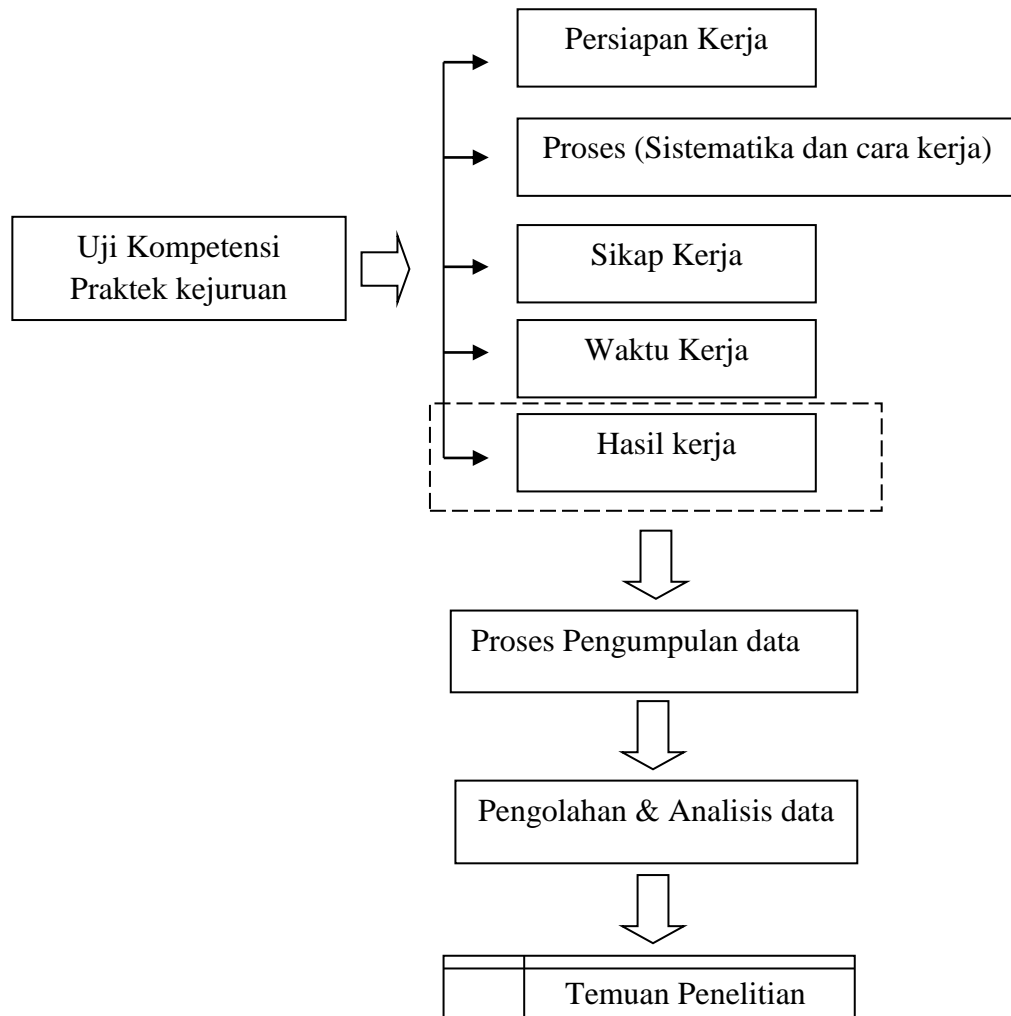 Persiapan Kerja
Proses (Sistematika dan cara kerja)
Uji Kompetensi
Praktek kejuruan
Sikap Kerja
Waktu Kerja
Hasil kerja
Proses Pengumpulan data
Pengolahan & Analisis data
Temuan Penelitian